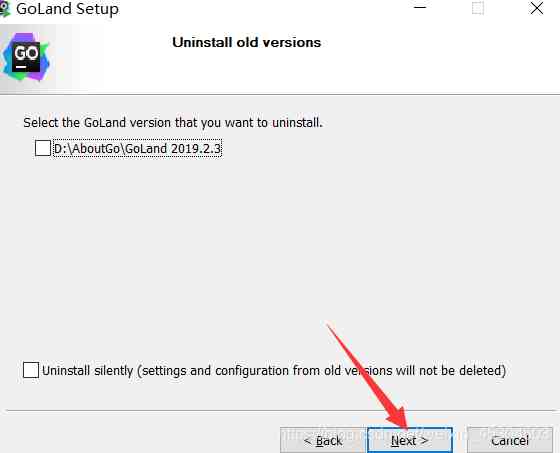 GoLand Setup
GO
Uninstall old versions
Select the GoLand version that you want to uninstall.
D:\AboutGo\GoLand 2019.2.3
Uninstall silently (settings and configuration from old versions will not be deleted)
< Back
Next >
Cancel